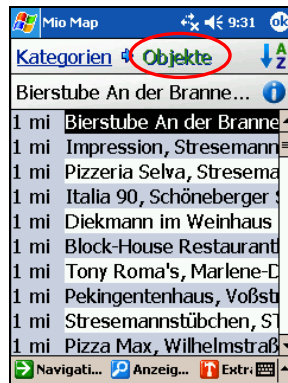 Mio Map 9:31 ok
Kategorien Objekte A Z
Bierstube An der Branne...
1 mi Bierstube An der Branne
1 mi Impression, Stresemann
1 mi Pizzeria Selva, Stresema
1 mi Italia 90, Schöneberger
1 mi Diekmann im Weinhaus
1 mi Block-House Restaurant
1 mi Tony Roma's, Marlene-D
1 mi Pekingentenhaus, Voßst
1 mi Stresemannstübchen, ST
1 mi Pizza Max, Wilhelmstraß
Navigati... Anzeig... Extra